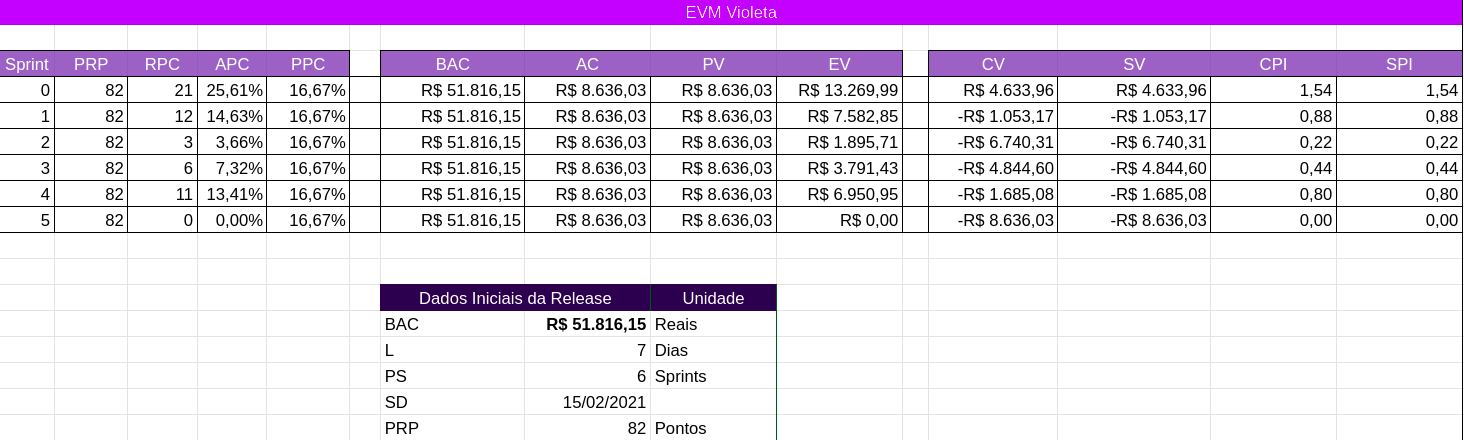 EVM Violeta
Sprint PRP RPC APC PPC BAC AC PV EV CV SV CPI SPI
0 82 21 25,61% 16,67% R$ 51.816,15 R$ 8.636,03 R$ 8.636,03 R$ 13.269,99 R$ 4.633,96 R$ 4.633,96 1,54 1,54
1 82 12 14,63% 16,67% R$ 51.816,15 R$ 8.636,03 R$ 8.636,03 R$ 7.582,85 -R$ 1.053,17 -R$ 1.053,17 0,88 0,88
2 82 3 3,66% 16,67% R$ 51.816,15 R$ 8.636,03 R$ 8.636,03 R$ 1.895,71 -R$ 6.740,31 -R$ 6.740,31 0,22 0,22
3 82 6 7,32% 16,67% R$ 51.816,15 R$ 8.636,03 R$ 8.636,03 R$ 3.791,43 -R$ 4.844,60 -R$ 4.844,60 0,44 0,44
4 82 11 13,41% 16,67% R$ 51.816,15 R$ 8.636,03 R$ 8.636,03 R$ 6.950,95 -R$ 1.685,08 -R$ 1.685,08 0,80 0,80
5 82 0 0,00% 16,67% R$ 51.816,15 R$ 8.636,03 R$ 8.636,03 R$ 0,00 -R$ 8.636,03 -R$ 8.636,03 0,00 0,00
Dados Iniciais da Release Unidade
BAC R$ 51.816,15 Reais
L 7 Dias
PS 6 Sprints
SD 15/02/2021
PRP 82 Pontos